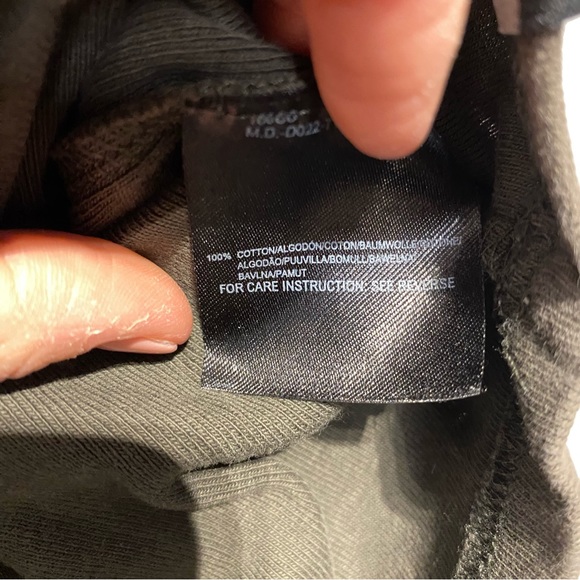 M.D.-D022-
100% COTTON/ALGODÓN/COTON/BAUMWOLLE/
ALGODÃO/PUUVILLA/BOMULL/BAWEŁNA/
BAVLNA/PAMUT
FOR CARE INSTRUCTION: SEE REVERSE